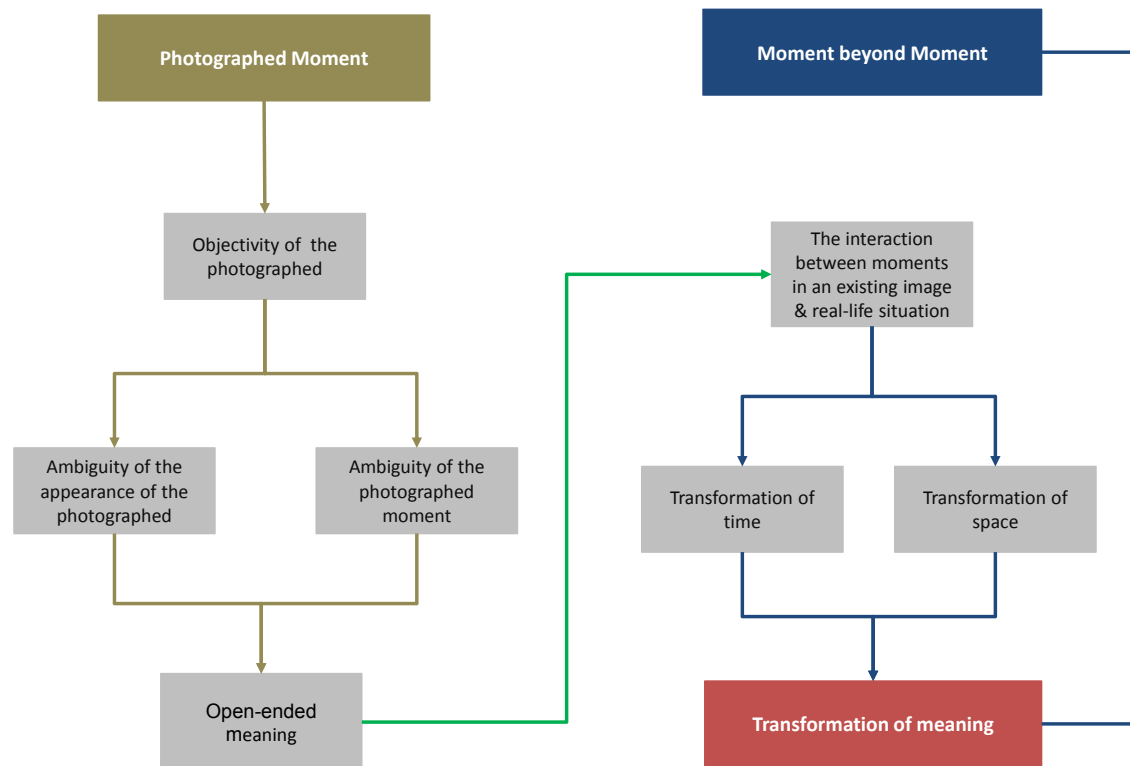 Photographed Moment
Objectivity of the
photographed
Ambiguity of the
appearance of the
photographed
Ambiguity of the
photographed
moment
Open-ended
meaning
Moment beyond Moment
The interaction
between moments
in an existing image
& real-life situation
Transformation of
time
Transformation of
space
Transformation of meaning